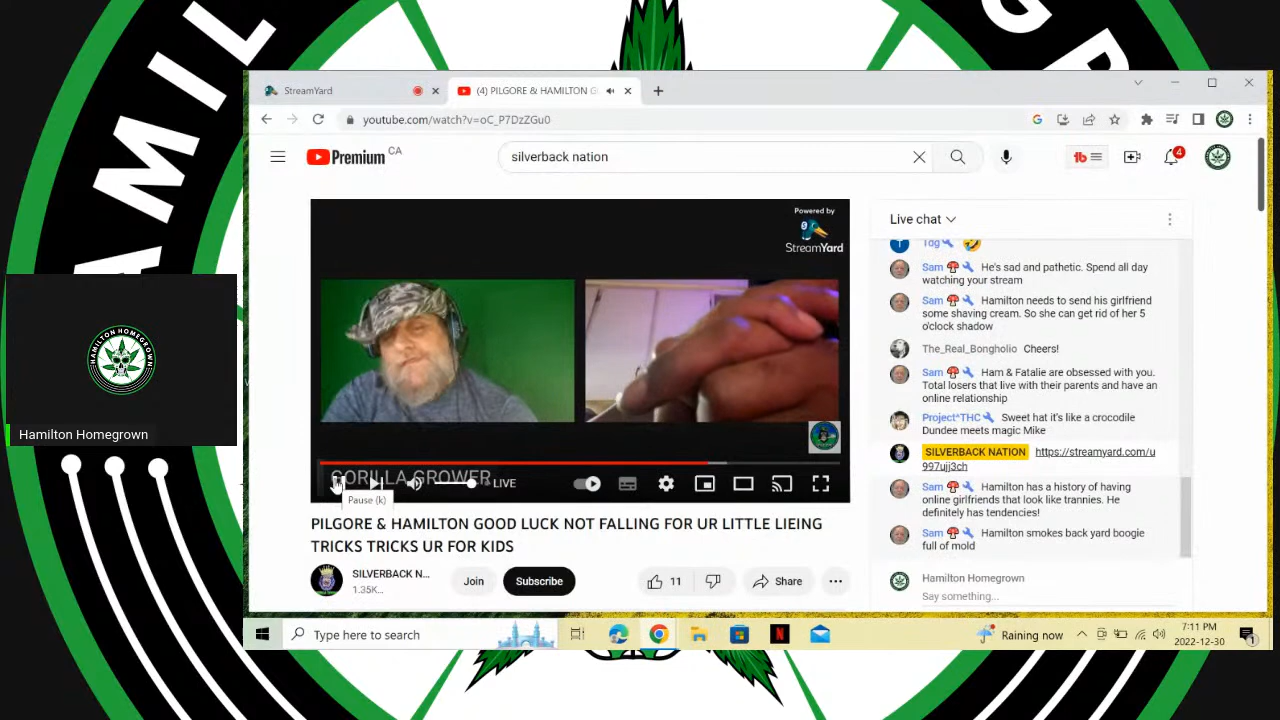 HAMIL
StreamYard
(4) PILGORE & HAMILTON G
youtube.com/watch?v=oC_P7DzZGu0
Premium CA
silverback nation
4
Powered by
StreamYard
GORILLA GROWER
LIVE
Pause (k)
PILGORE & HAMILTON GOOD LUCK NOT FALLING FOR UR LITTLE LIEING
TRICKS TRICKS UR FOR KIDS
SILVERBACK N...
1.35K...
Join
Subscribe
11
Share
Live chat
Tdg
Sam He's sad and pathetic. Spend all day
watching your stream
Sam Hamilton needs to send his girlfriend
some shaving cream. So she can get rid of her 5
o'clock shadow
The_Real_Bongholio Cheers!
Sam Ham & Fatalie are obsessed with you.
Total losers that live with their parents and have an
online relationship
Project^THC Sweet hat it's like a crocodile
Dundee meets magic Mike
SILVERBACK NATION https://streamyard.com/u
997ujj3ch
Sam Hamilton has a history of having
online girlfriends that look like trannies. He
definitely has tendencies!
Sam Hamilton smokes back yard boogie
full of mold
Hamilton Homegrown
Say something...
HAMILTON HOMEGROWN
Hamilton Homegrown
Type here to search
Raining now
7:11 PM
2022-12-30
1